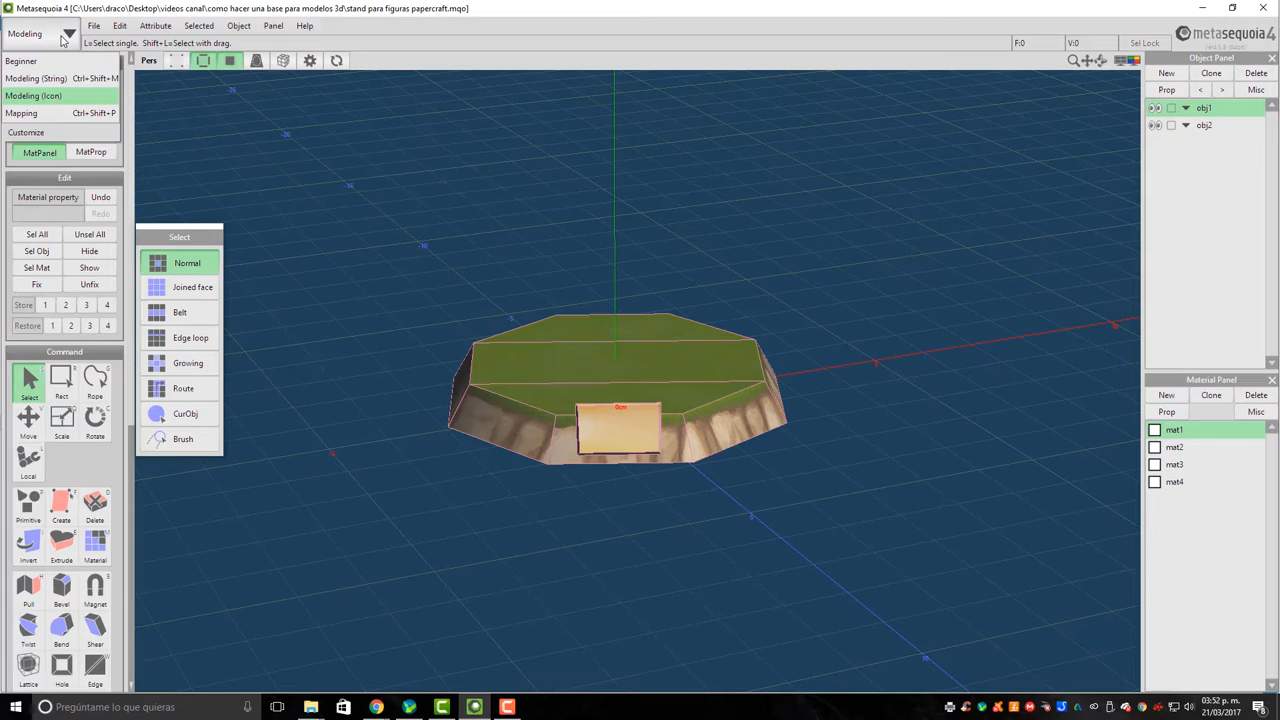 Metasequoia 4 [C:\Users\draco\videos canal\como hacer una base para modelos 3d\stand para figuras papercraft.mqo]
Modeling
File Edit Attribute Selected Object Panel Help
L=Select single. Shift+L=Select with drag.
F:0 V:0 Sel Lock
metasequoia 4
Beginner
Modeling (String) Ctrl+Shift+M
Modeling (Icon)
Mapping Ctrl+Shift+P
Customize
MatPanel MatProp
Edit
Material property Undo
Redo
Sel All Unsel All
Sel Obj Hide
Sel Mat Show
Fix Unfix
Store 1 2 3 4
Restore 1 2 3 4
Command
Select Rect Rope
Move Scale Rotate
Local
Primitive Create Delete
Invert Extrude Material
Pull Bevel Magnet
Twist Bend Shear
Lattice Hole Edge
Select
Normal
Joined face
Belt
Edge loop
Growing
Route
CurObj
Brush
Pers
0cm
Object Panel
New Clone Delete
Prop < > Misc
obj1
obj2
Material Panel
New Clone Delete
Prop Misc
mat1
mat2
mat3
mat4
Pregúntame lo que quieras
03:52 p. m.
21/03/2017